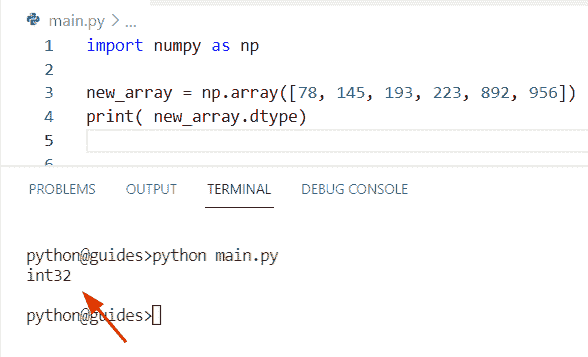 main.py > ...
1 import numpy as np
2
3 new_array = np.array([78, 145, 193, 223, 892, 956])
4 print( new_array.dtype)
5
6
PROBLEMS OUTPUT TERMINAL DEBUG CONSOLE
python@guides>python main.py
int32
python@guides>